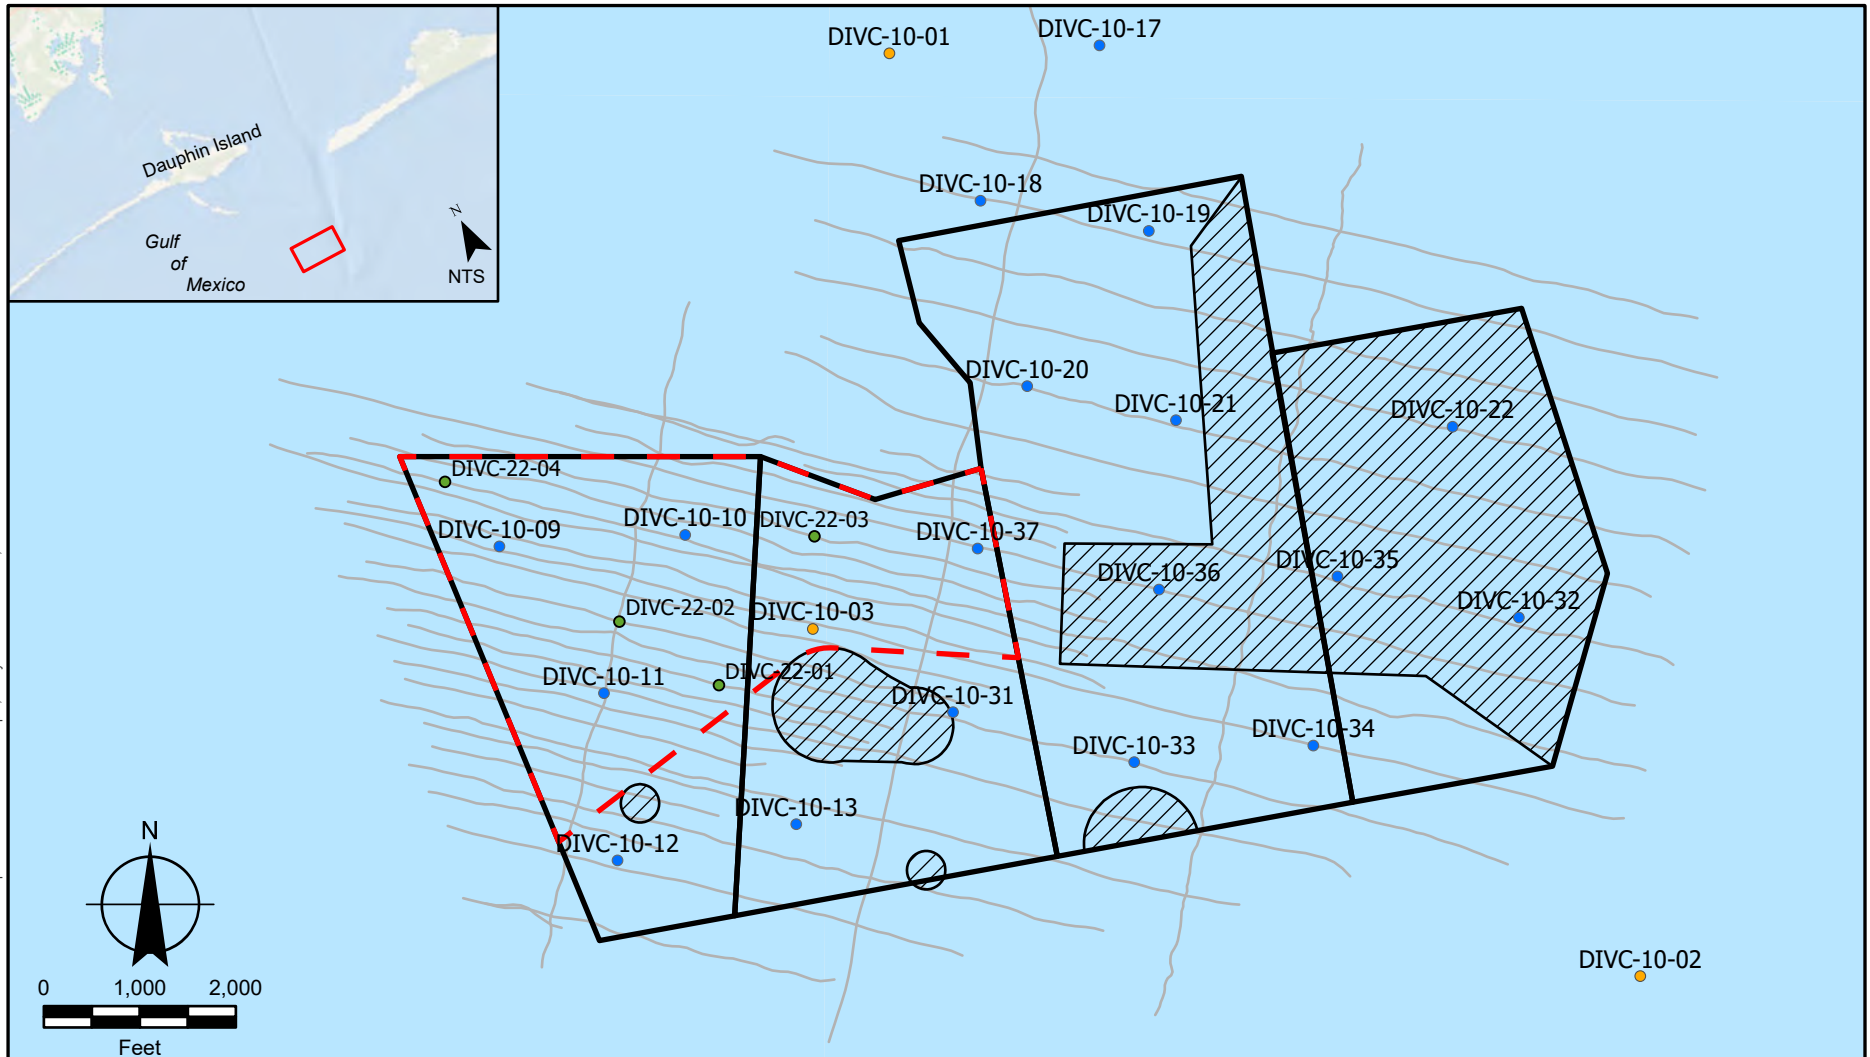 DIVC-10-01
DIVC-10-17
Dauphin Island
Gulf
of
Mexico
N
NTS
DIVC-10-18
DIVC-10-19
DIVC-10-20
DIVC-10-21
DIVC-10-22
DIVC-22-04
DIVC-10-09
DIVC-10-10
DIVC-22-03
DIVC-10-37
DIVC-10-36
DIVC-10-35
DIVC-10-32
DIVC-22-02
DIVC-10-03
DIVC-10-11
DIVC-22-01
DIVC-10-31
DIVC-10-33
DIVC-10-34
DIVC-10-13
DIVC-10-12
DIVC-10-02
N
0 1,000 2,000
Feet